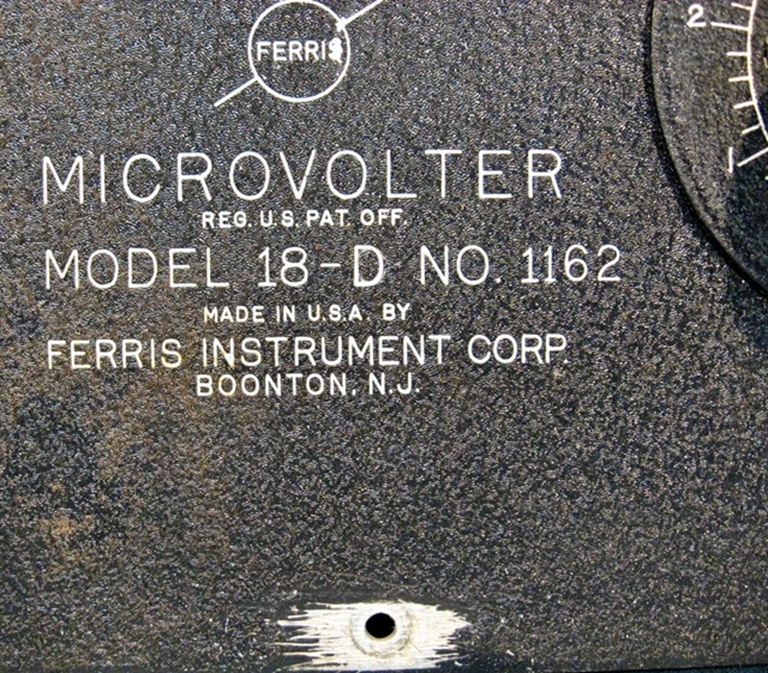 FERRIS
2
1
MICROVOLTER
REG. U.S. PAT. OFF.
MODEL 18-D NO. 1162
MADE IN U.S.A. BY
FERRIS INSTRUMENT CORP.
BOONTON, N.J.